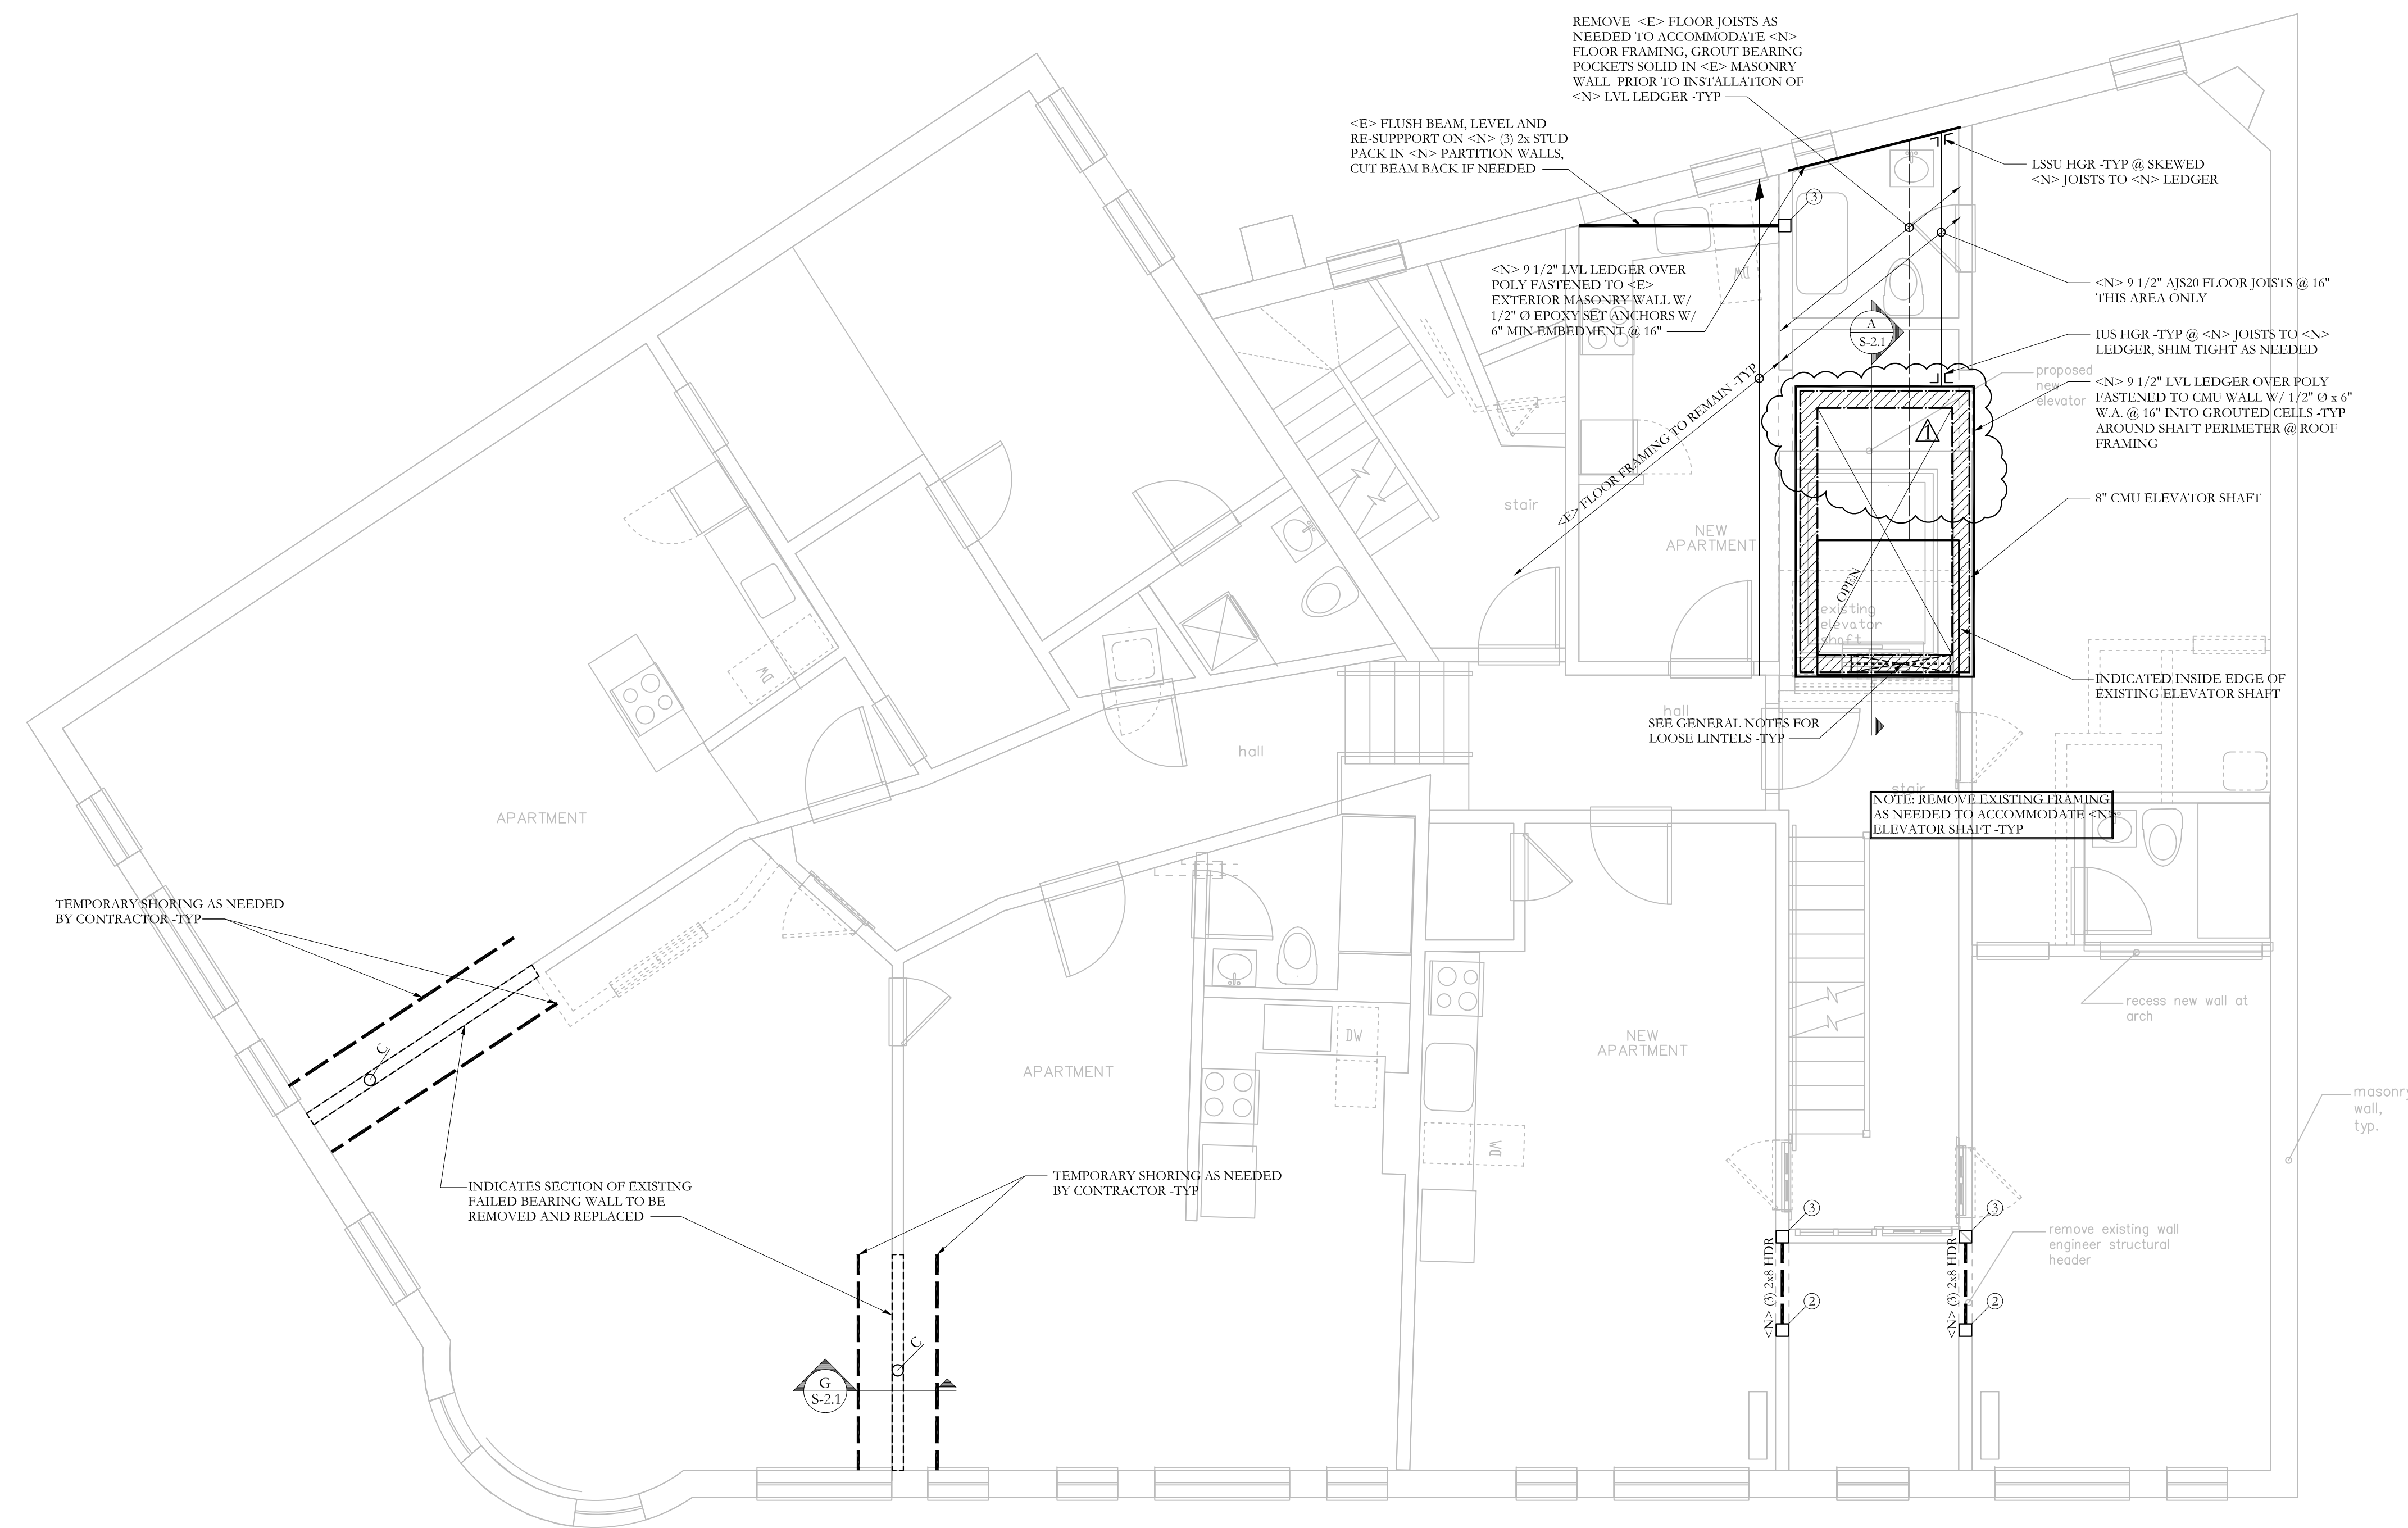 REMOVE <E> FLOOR JOISTS AS
NEEDED TO ACCOMMODATE <N>
FLOOR FRAMING, GROUT BEARING
POCKETS SOLID IN <E> MASONRY
WALL PRIOR TO INSTALLATION OF
<N> LVL LEDGER -TYP
<E> FLUSH BEAM, LEVEL AND
RE-SUPPPORT ON <N> (3) 2x STUD
PACK IN <N> PARTITION WALLS,
CUT BEAM BACK IF NEEDED
LSSU HGR -TYP @ SKEWED
<N> JOISTS TO <N> LEDGER
3
<N> 9 1/2" LVL LEDGER OVER
POLY FASTENED TO <E>
EXTERIOR MASONRY WALL W/
1/2" Ø EPOXY SET ANCHORS W/
6" MIN EMBEDMENT @ 16"
DW
<N> 9 1/2" AJS20 FLOOR JOISTS @ 16"
THIS AREA ONLY
A
S-2.1
IUS HGR -TYP @ <N> JOISTS TO <N>
LEDGER, SHIM TIGHT AS NEEDED
proposed
new
elevator
<N> 9 1/2" LVL LEDGER OVER POLY
FASTENED TO CMU WALL W/ 1/2" Ø x 6"
W.A. @ 16" INTO GROUTED CELLS -TYP
AROUND SHAFT PERIMETER @ ROOF
FRAMING
1
<E> FLOOR FRAMING TO REMAIN -TYP
8" CMU ELEVATOR SHAFT
stair
NEW
APARTMENT
OPEN
existing
elevator
shaft
DW
INDICATED INSIDE EDGE OF
EXISTING ELEVATOR SHAFT
hall
SEE GENERAL NOTES FOR
LOOSE LINTELS -TYP
hall
stair
NOTE: REMOVE EXISTING FRAMING
AS NEEDED TO ACCOMMODATE <N>
ELEVATOR SHAFT -TYP
APARTMENT
TEMPORARY SHORING AS NEEDED
BY CONTRACTOR -TYP
recess new wall at
arch
C
DW
NEW
APARTMENT
APARTMENT
masonry
wall,
typ.
DW
TEMPORARY SHORING AS NEEDED
BY CONTRACTOR -TYP
INDICATES SECTION OF EXISTING
FAILED BEARING WALL TO BE
REMOVED AND REPLACED
3
3
remove existing wall
engineer structural
header
<N> (3) 2x8 HDR
<N> (3) 2x8 HDR
2
2
C
G
S-2.1